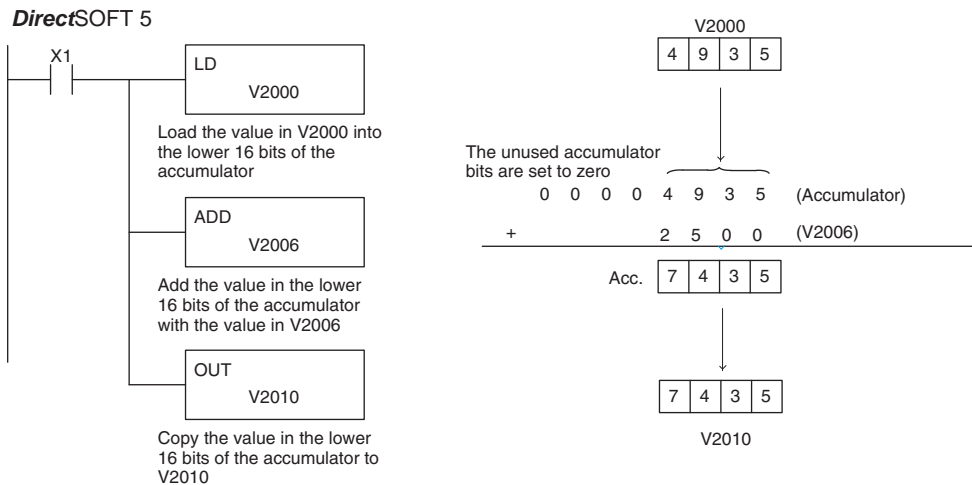 DirectSOFT 5
X1
LD
V2000
Load the value in V2000 into
the lower 16 bits of the
accumulator
ADD
V2006
Add the value in the lower
16 bits of the accumulator
with the value in V2006
OUT
V2010
Copy the value in the lower
16 bits of the accumulator to
V2010
V2000
4 9 3 5
The unused accumulator
bits are set to zero
0 0 0 0 4 9 3 5 (Accumulator)
+ 2 5 0 0 (V2006)
Acc. 7 4 3 5
7 4 3 5
V2010